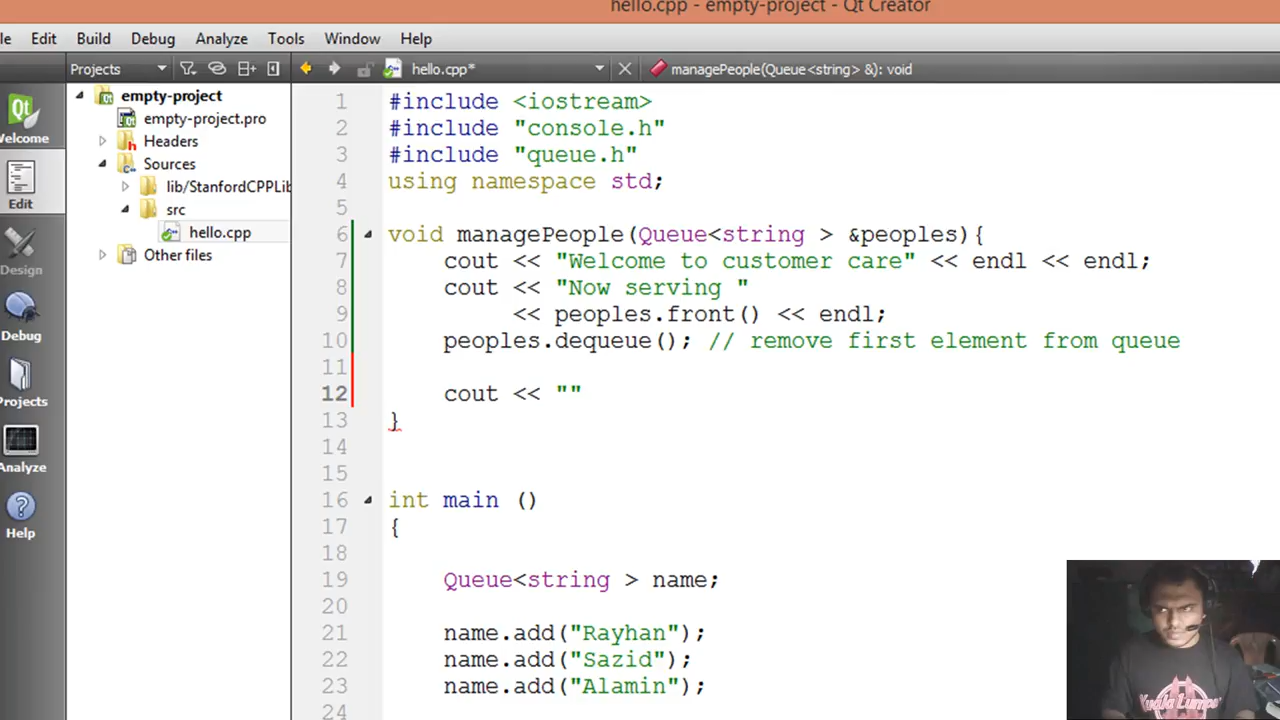 hello.cpp - empty-project - Qt Creator
le Edit Build Debug Analyze Tools Window Help
Projects hello.cpp* managePeople(Queue<string> &): void
Welcome
Edit
Design
Debug
Projects
Analyze
Help
empty-project
empty-project.pro
Headers
Sources
lib/StanfordCPPLib
src
hello.cpp
Other files
1 #include <iostream>
2 #include "console.h"
3 #include "queue.h"
4 using namespace std;
5
6 void managePeople(Queue<string > &peoples){
7 cout << "Welcome to customer care" << endl << endl;
8 cout << "Now serving "
9 << peoples.front() << endl;
10 peoples.dequeue(); // remove first element from queue
11
12 cout << ""
13 }
14
15
16 int main ()
17 {
18
19 Queue<string > name;
20
21 name.add("Rayhan");
22 name.add("Sazid");
23 name.add("Alamin");
24